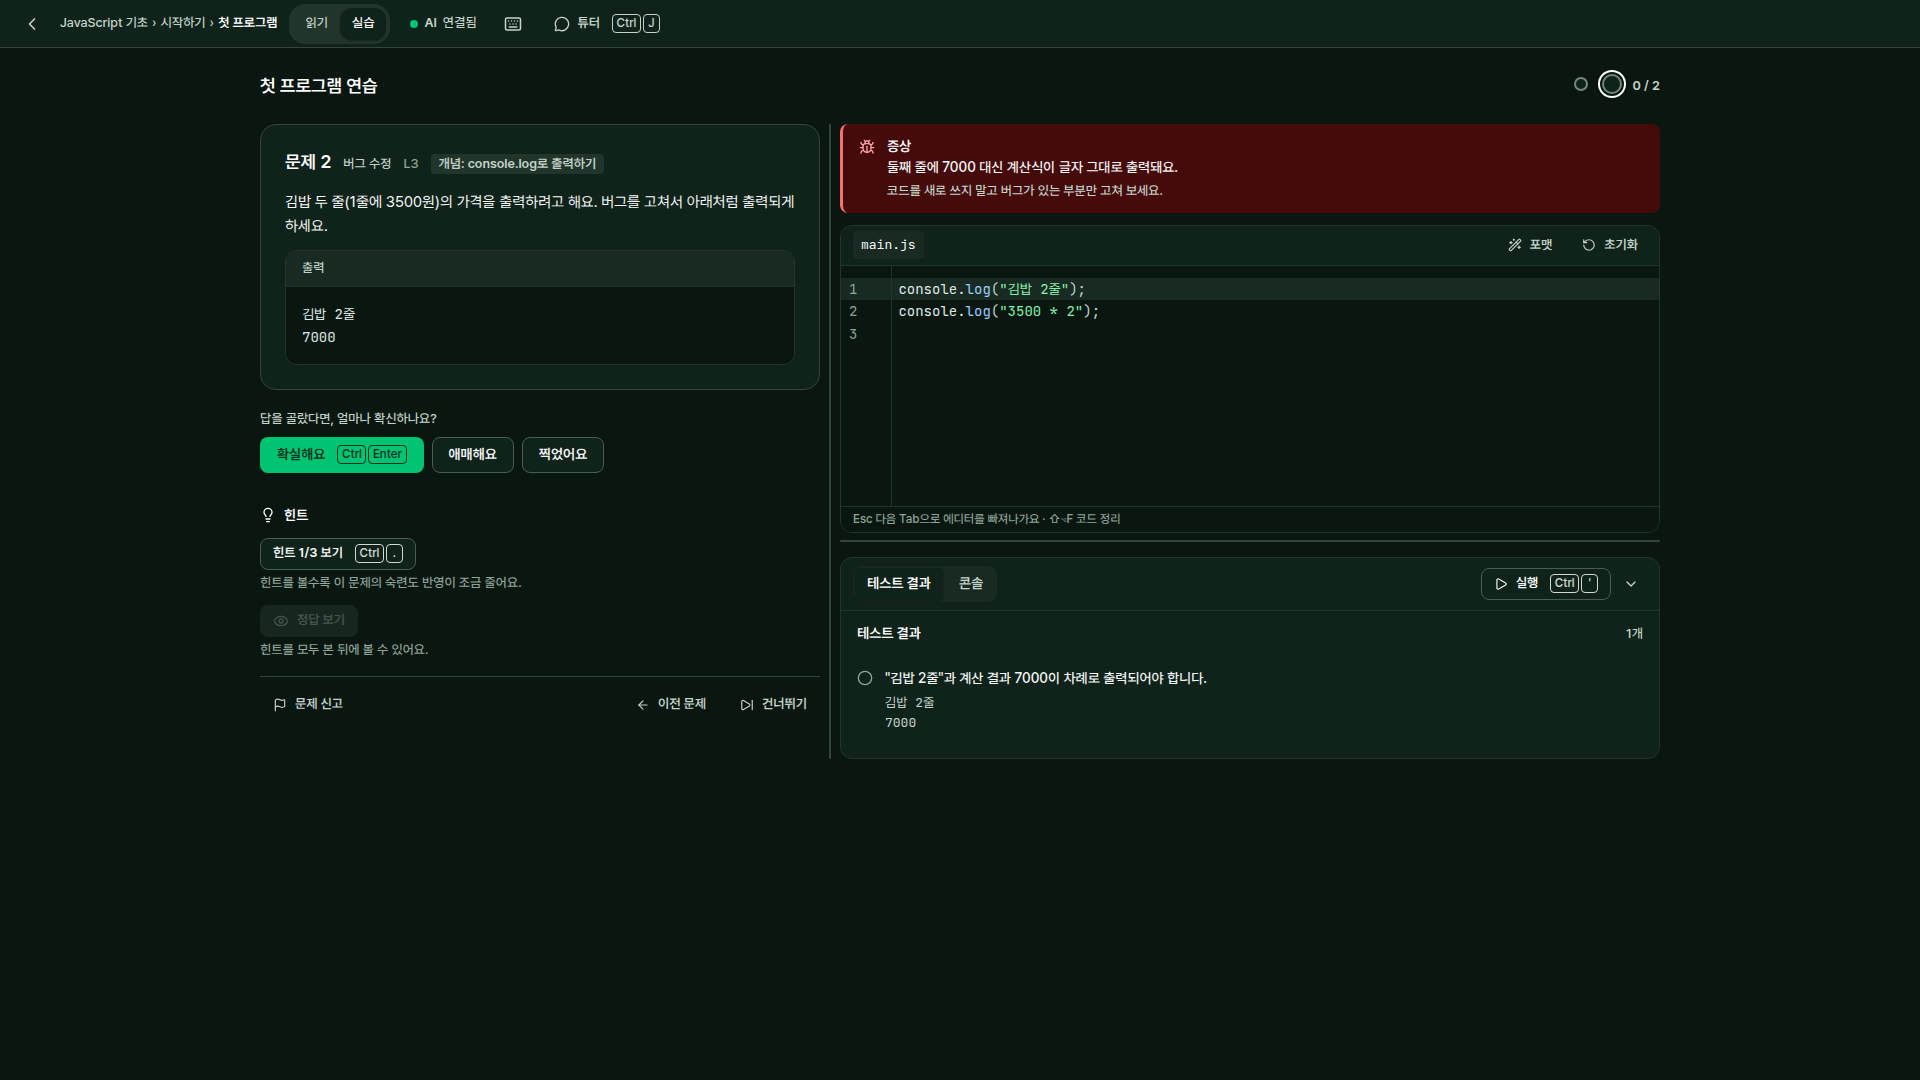 JavaScript 기초 › 시작하기 › 첫 프로그램 읽기 실습 AI 연결됨 튜터 Ctrl J
첫 프로그램 연습
0 / 2
문제 2 버그 수정 L3 개념: console.log로 출력하기
김밥 두 줄(1줄에 3500원)의 가격을 출력하려고 해요. 버그를 고쳐서 아래처럼 출력되게
하세요.
출력
김밥 2줄
7000
답을 골랐다면, 얼마나 확신하나요?
확실해요 Ctrl Enter 애매해요 찍었어요
힌트
힌트 1/3 보기 Ctrl .
힌트를 볼수록 이 문제의 숙련도 반영이 조금 줄어요.
정답 보기
힌트를 모두 본 뒤에 볼 수 있어요.
문제 신고 이전 문제 건너뛰기
증상
둘째 줄에 7000 대신 계산식이 글자 그대로 출력돼요.
코드를 새로 쓰지 말고 버그가 있는 부분만 고쳐 보세요.
main.js 포맷 초기화
1 console.log("김밥 2줄");
2 console.log("3500 * 2");
3
Esc 다음 Tab으로 에디터를 빠져나가요 · ⇧⌥F 코드 정리
테스트 결과 콘솔 실행 Ctrl '
테스트 결과 1개
"김밥 2줄"과 계산 결과 7000이 차례로 출력되어야 합니다.
김밥 2줄
7000